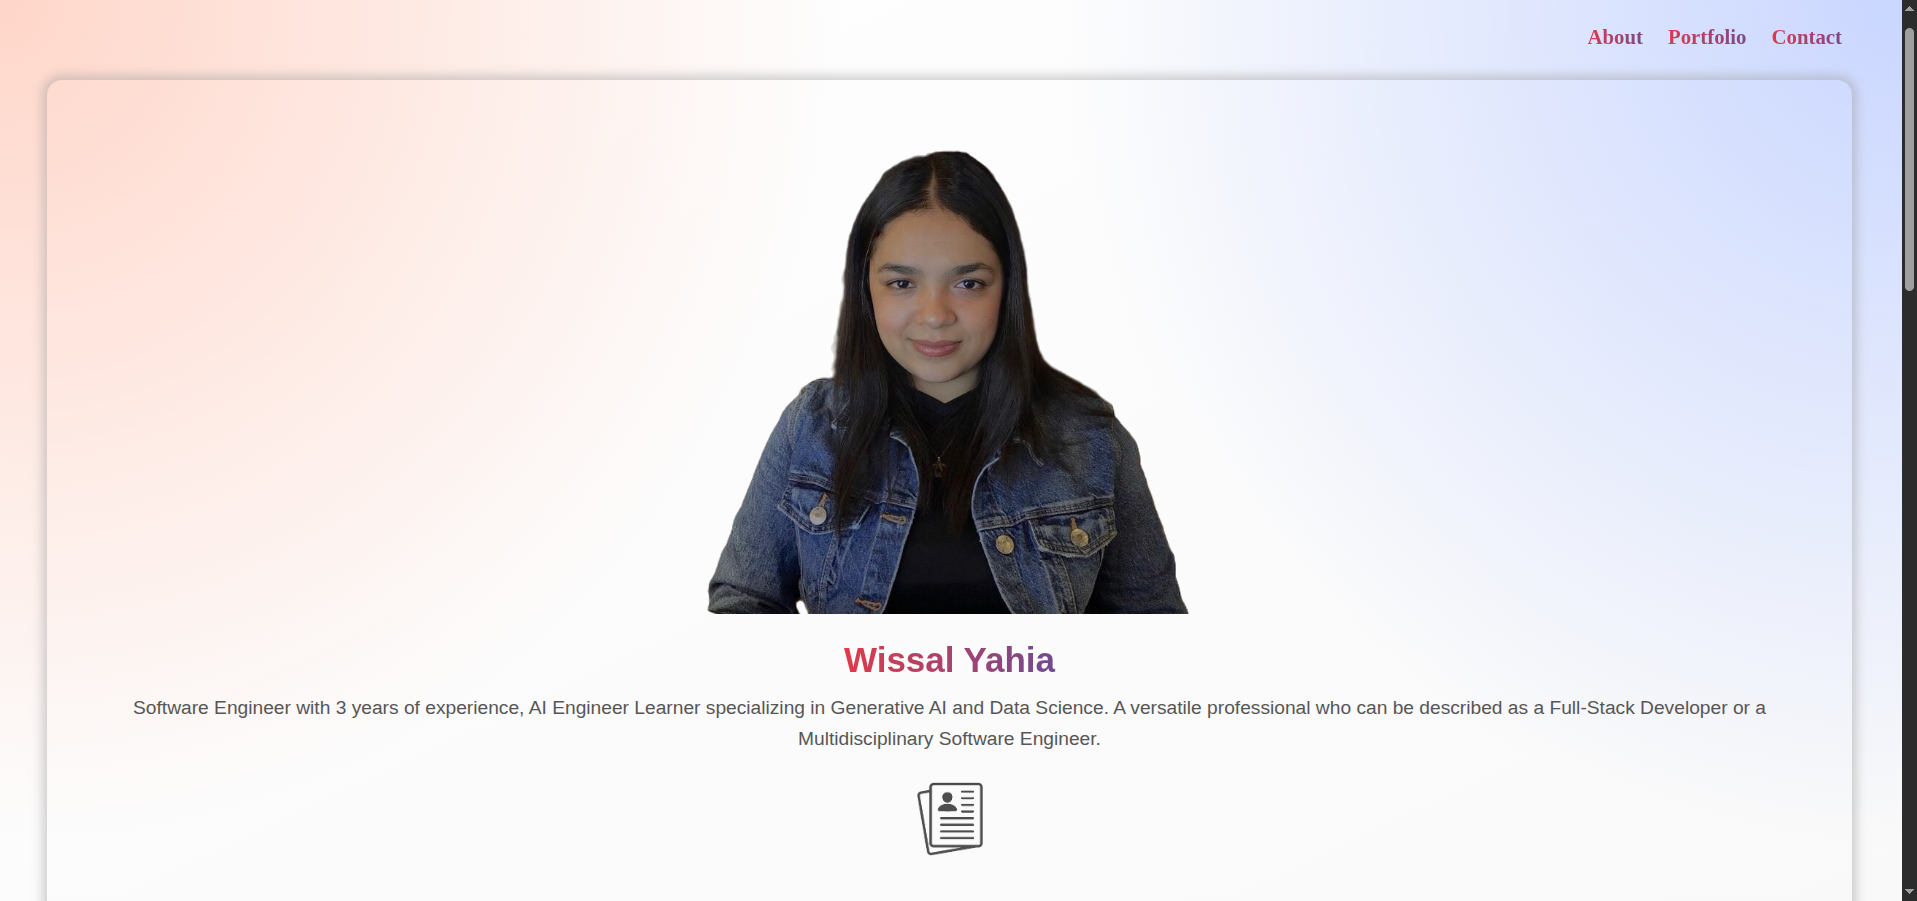 About Portfolio Contact
Wissal Yahia
Software Engineer with 3 years of experience, AI Engineer Learner specializing in Generative AI and Data Science. A versatile professional who can be described as a Full-Stack Developer or a
Multidisciplinary Software Engineer.